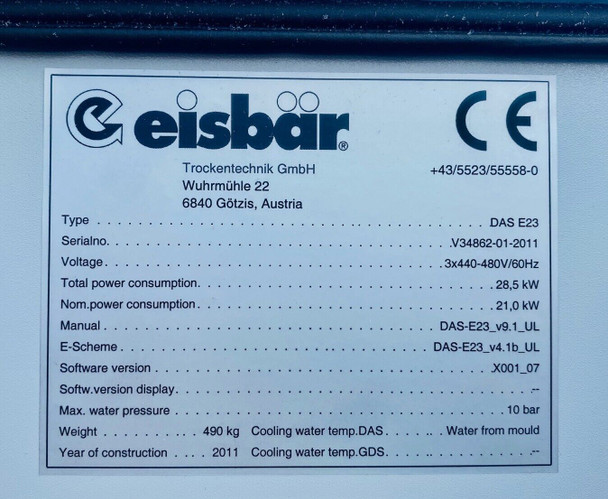 eisbär® CE
Trockentechnik GmbH +43/5523/55558-0
Wuhrmühle 22
6840 Götzis, Austria
Type . . . . . . . . . . . . . . . . . . . . DAS E23
Serialno. . . . . . . . . . . . . . . . . . . . V34862-01-2011
Voltage. . . . . . . . . . . . . . . . . . . . 3x440-480V/60Hz
Total power consumption. . . . . . . . . . . . . . . . . . . . 28,5 kW
Nom.power consumption. . . . . . . . . . . . . . . . . . . . 21,0 kW
Manual . . . . . . . . . . . . . . . . . . . . DAS-E23_v9.1_UL
E-Scheme . . . . . . . . . . . . . . . . . . . . DAS-E23_v4.1b_UL
Software version . . . . . . . . . . . . . . . . . . . . X001_07
Softw.version display. . . . . . . . . . . . . . . . . . . . --
Max. water pressure . . . . . . . . . . . . . . . . . . . . 10 bar
Weight . . . . . . 490 kg Cooling water temp.DAS. . . . . . . Water from mould
Year of construction . . . . 2011 Cooling water temp.GDS. . . . . . . --